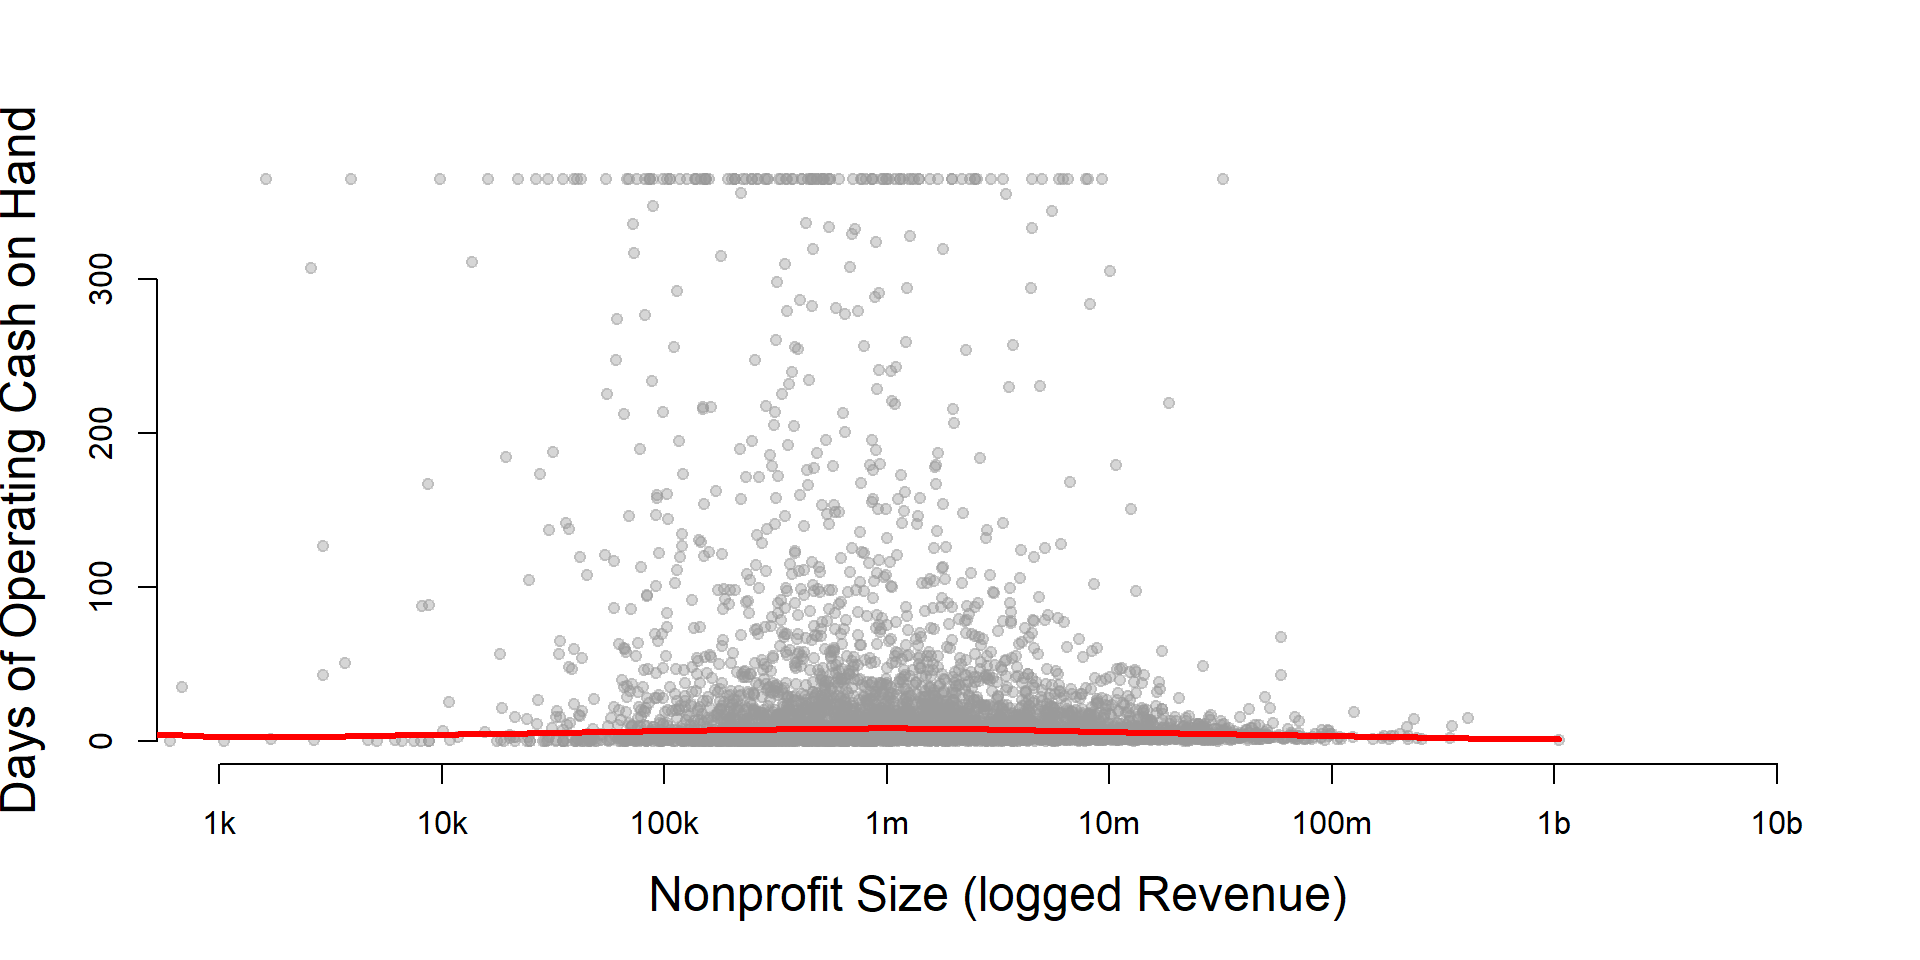 Days of Operating Cash on Hand
300
200
100
0
1k 10k 100k 1m 10m 100m 1b 10b
Nonprofit Size (logged Revenue)